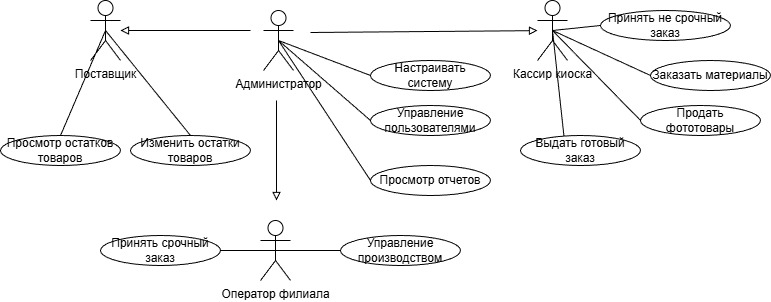 Принять не срочный
заказ
Поставщик
Администратор
Кассир киоска
Настраивать
систему
Заказать материалы
Управление
пользователями
Продать
фототовары
Просмотр остатков
товаров
Изменить остатки
товаров
Выдать готовый
заказ
Просмотр отчетов
Принять срочный
заказ
Управление
производством
Оператор филиала